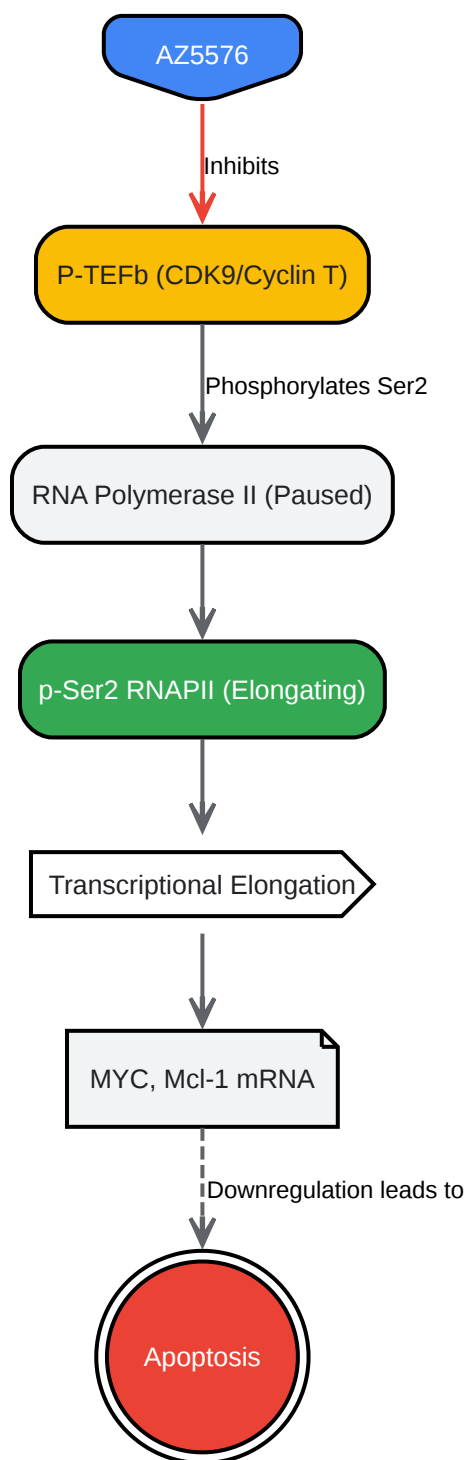 AZ5576
Inhibits
P-TEFb (CDK9/Cyclin T)
Phosphorylates Ser2
RNA Polymerase II (Paused)
p-Ser2 RNAPII (Elongating)
Transcriptional Elongation
MYC, Mcl-1 mRNA
Downregulation leads to
Apoptosis